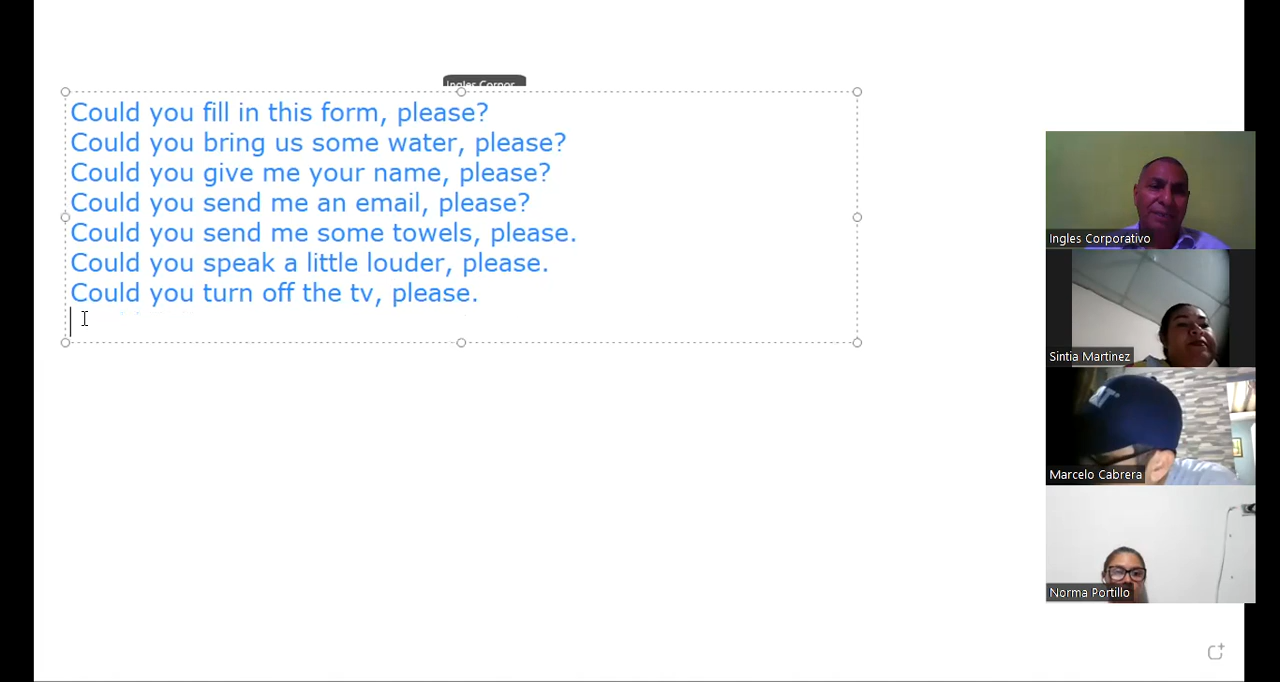 Ingles Corpor...
Could you fill in this form, please?
Could you bring us some water, please?
Could you give me your name, please?
Could you send me an email, please?
Could you send me some towels, please.
Could you speak a little louder, please.
Could you turn off the tv, please.
Ingles Corporativo
Sintia Martinez
Marcelo Cabrera
Norma Portillo